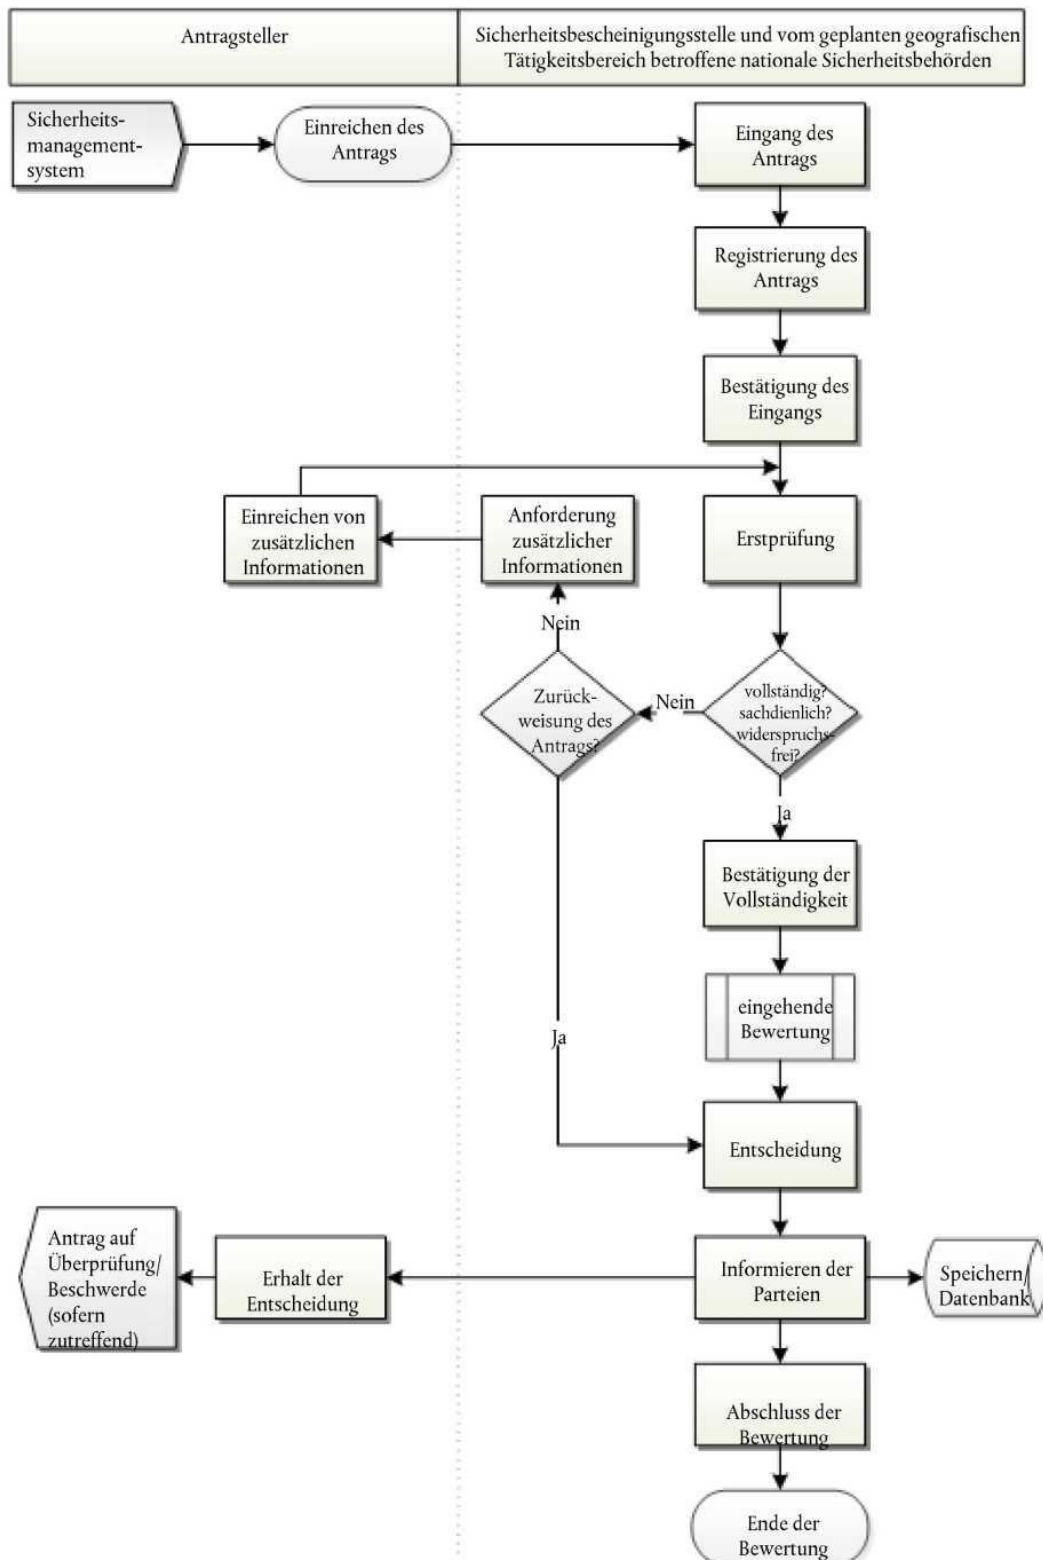 Antragsteller
Sicherheitsbescheinigungsstelle und vom geplanten geografischen
Tätigkeitsbereich betroffene nationale Sicherheitsbehörden
Sicherheits-
management-
system
Einreichen des
Antrags
Eingang des
Antrags
Registrierung des
Antrags
Bestätigung des
Eingangs
Einreichen von
zusätzlichen
Informationen
Anforderung
zusätzlicher
Informationen
Erstprüfung
Nein
Zurück-
weisung des
Antrags?
Nein
vollständig?
sachdienlich?
widerspruchs-
frei?
Ja
Bestätigung der
Vollständigkeit
eingehende
Bewertung
Ja
Entscheidung
Antrag auf
Überprüfung/
Beschwerde
(sofern
zutreffend)
Erhalt der
Entscheidung
Informieren der
Parteien
Speichern/
Datenbank
Abschluss der
Bewertung
Ende der
Bewertung